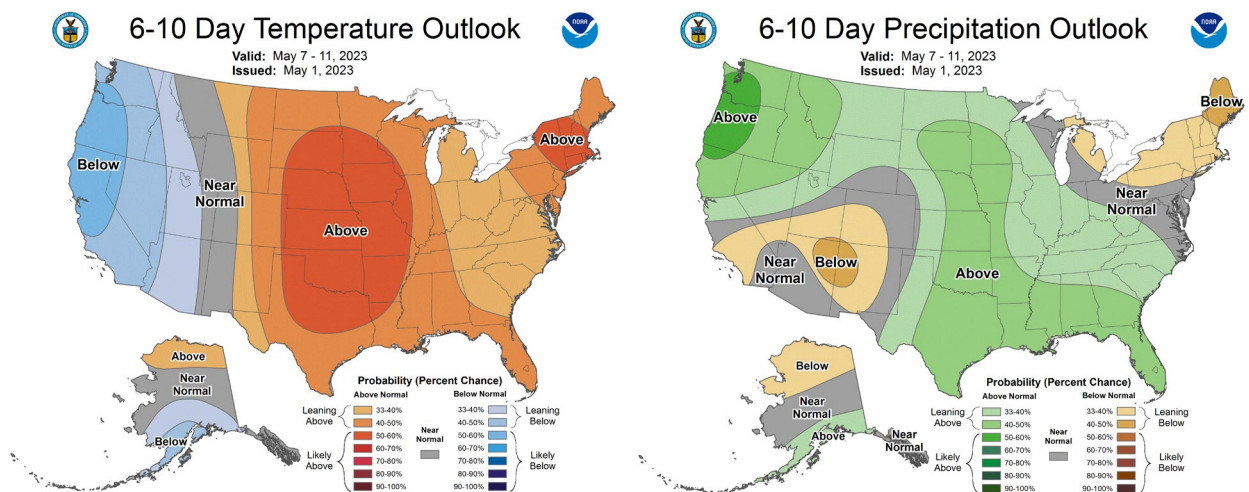 6-10 Day Temperature Outlook
NOAA
Valid: May 7 - 11, 2023
Issued: May 1, 2023
Below
Near
Normal
Above
Above
Above
Near
Normal
Below
Probability (Percent Chance)
Above Normal
Below Normal
Leaning
Above
33-40%
40-50%
Likely
Above
50-60%
60-70%
70-80%
80-90%
90-100%
Near
Normal
33-40%
40-50%
Leaning
Below
50-60%
60-70%
70-80%
80-90%
90-100%
Likely
Below
6-10 Day Precipitation Outlook
NOAA
Valid: May 7 - 11, 2023
Issued: May 1, 2023
Above
Below
Near
Normal
Near
Normal
Below
Above
Below
Near
Normal
Above
Near
Normal
Probability (Percent Chance)
Above Normal
Below Normal
Leaning
Above
33-40%
40-50%
Likely
Above
50-60%
60-70%
70-80%
80-90%
90-100%
Near
Normal
33-40%
40-50%
Leaning
Below
50-60%
60-70%
70-80%
80-90%
90-100%
Likely
Below